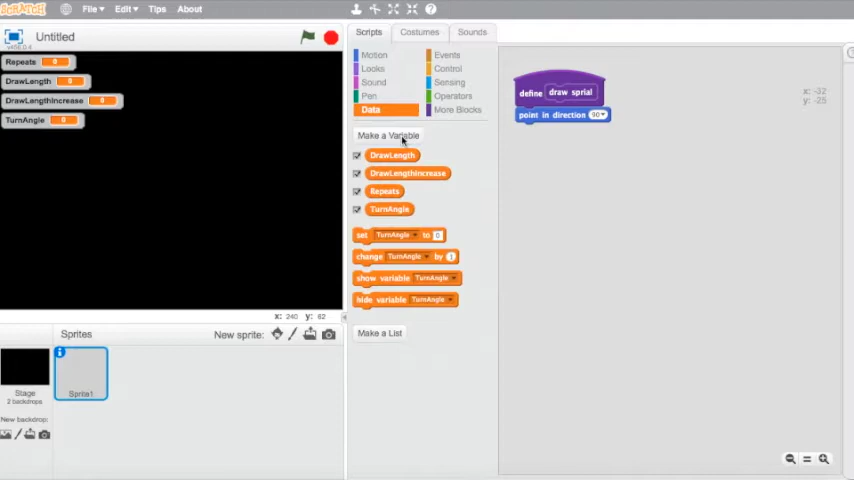 SCRATCH File▾ Edit▾ Tips About
Untitled
v456.0.4
Repeats 0
DrawLength 0
DrawLengthIncrease 0
TurnAngle 0
x: 240 y: 62
Sprites New sprite:
Stage
2 backdrops
New backdrop:
Sprite1
Scripts Costumes Sounds
Motion Events
Looks Control
Sound Sensing
Pen Operators
Data More Blocks
Make a Variable
DrawLength
DrawLengthIncrease
Repeats
TurnAngle
set TurnAngle to 0
change TurnAngle by 1
show variable TurnAngle
hide variable TurnAngle
Make a List
define draw sprial
point in direction 90▾
x: -32
y: -25